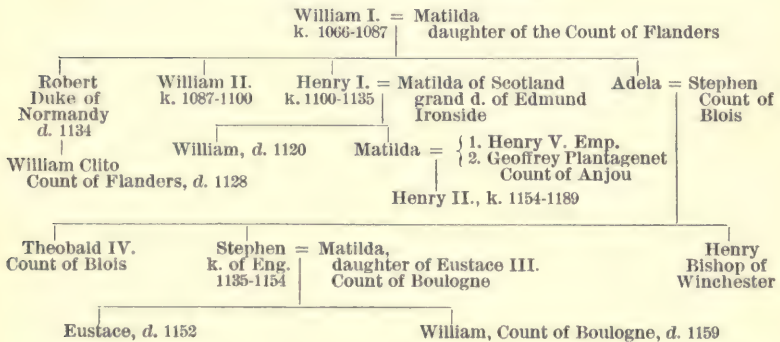 William I. = Matilda
k. 1066-1087 daughter of the Count of Flanders
Robert
Duke of
Normandy
d. 1134
William Clito
Count of Flanders, d. 1128
William II.
k. 1087-1100
Henry I. = Matilda of Scotland
k. 1100-1135 grand d. of Edmund
Ironside
Adela = Stephen
Count of
Blois
William, d. 1120
Matilda = { 1. Henry V. Emp.
2. Geoffrey Plantagenet
Count of Anjou
Henry II., k. 1154-1189
Theobald IV.
Count of Blois
Stephen = Matilda,
k. of Eng. daughter of Eustace III.
1135-1154 Count of Boulogne
Henry
Bishop of
Winchester
Eustace, d. 1152
William, Count of Boulogne, d. 1159